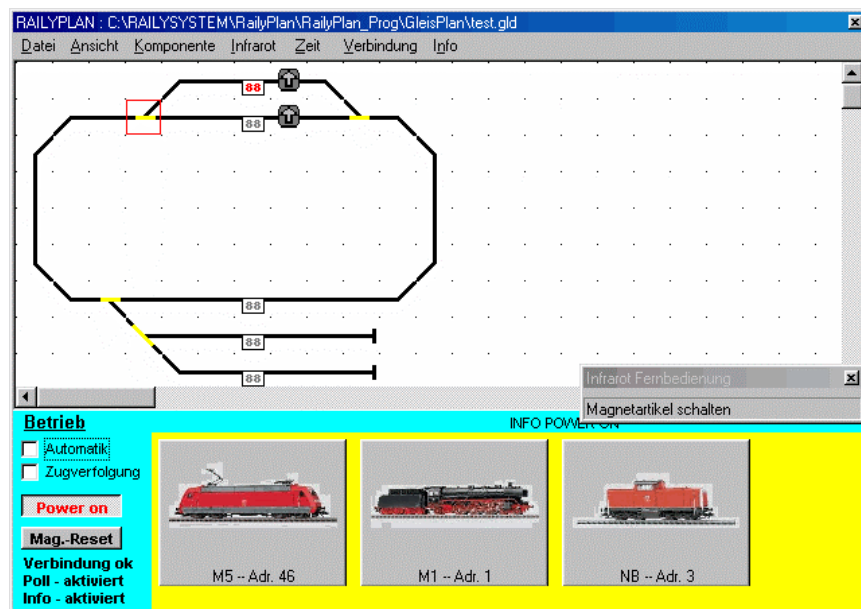 RAILYPLAN : C:\RAILYSYSTEM\RailyPlan\RailyPlan_Prog\GleisPlan\test.gld
Datei Ansicht Komponente Infrarot Zeit Verbindung Info
88
88
88
88
88
Infrarot Fernbedienung
Magnetartikel schalten
Betrieb
INFO POWER ON
Automatik
Zugverfolgung
Power on
Mag.-Reset
Verbindung ok
Poll - aktiviert
Info - aktiviert
M5 -- Adr. 46
M1 -- Adr. 1
NB -- Adr. 3